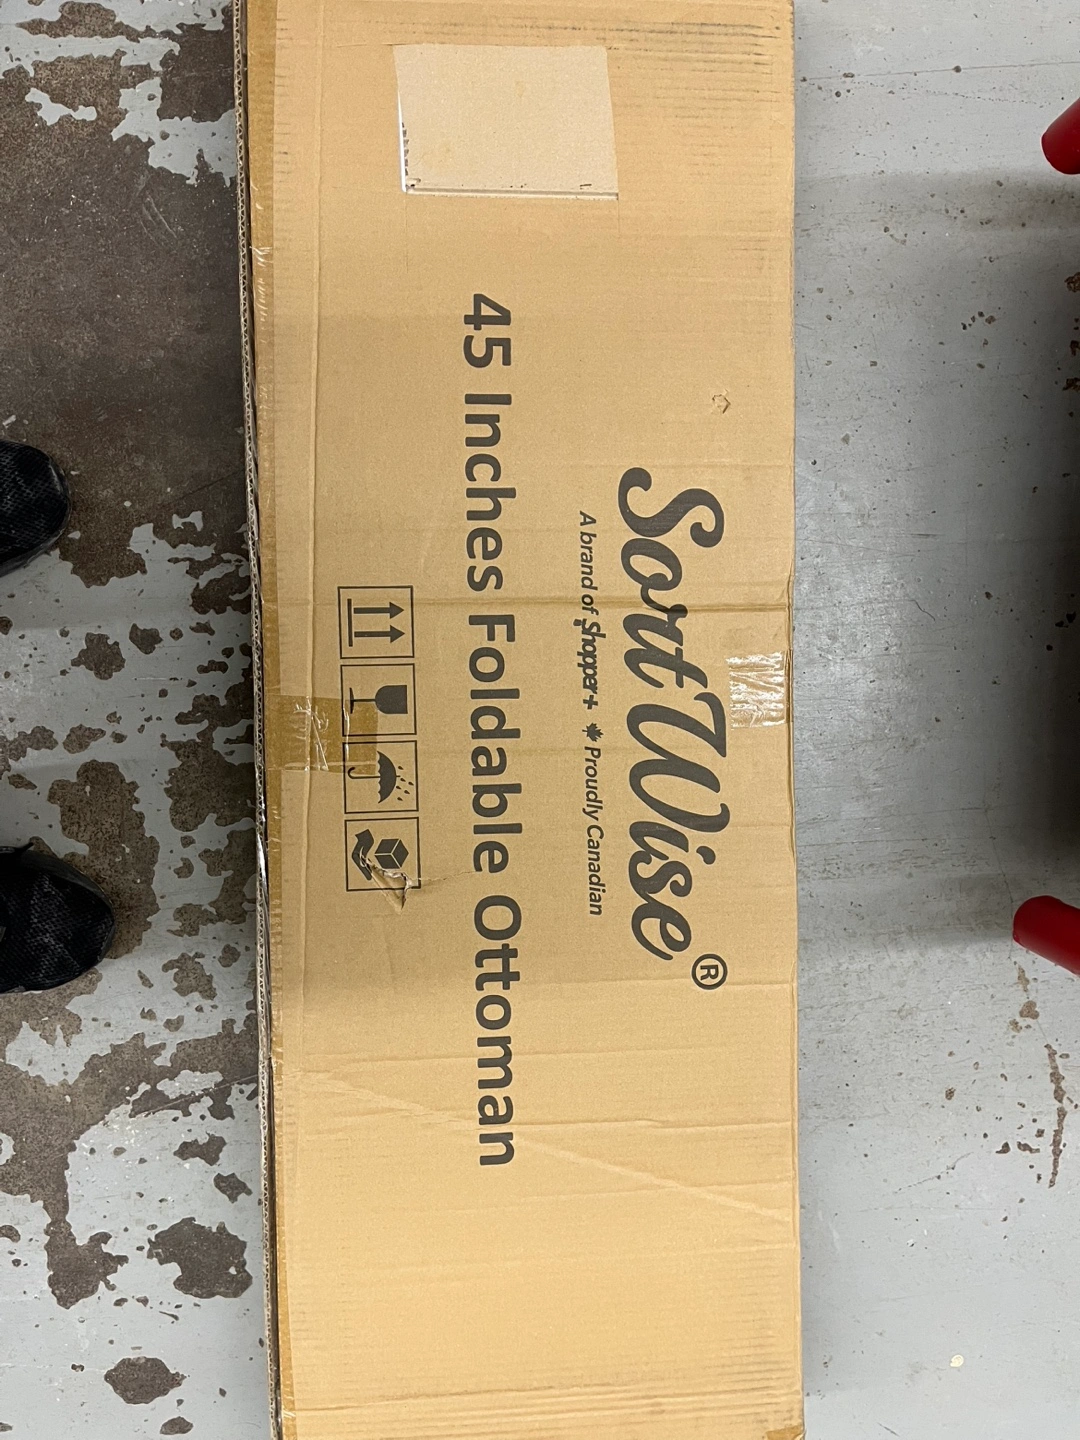 SortWise®
A brand of Shopper+ Proudly Canadian
45 Inches Foldable Ottoman